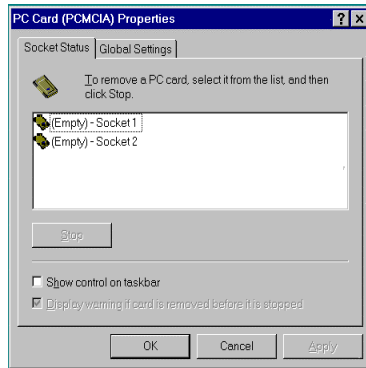 PC Card (PCMCIA) Properties
Socket Status
Global Settings
To remove a PC card, select it from the list, and then
click Stop.
(Empty) - Socket 1
(Empty) - Socket 2
Stop
Show control on taskbar
Display warning if card is removed before it is stopped
OK
Cancel
Apply